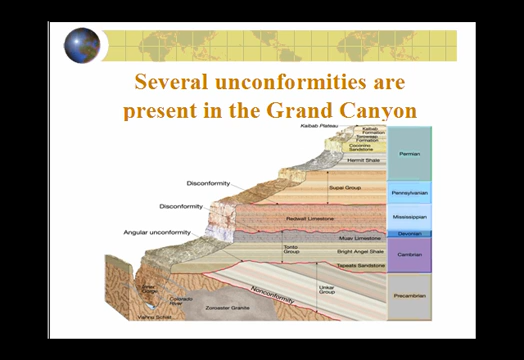 Several unconformities are
present in the Grand Canyon
Kaibab Plateau
Kaibab
Formation
Toroweap
Formation
Coconino
Sandstone
Hermit Shale
Permian
Disconformity
Supai Group
Pennsylvanian
Disconformity
Redwall Limestone
Mississippian
Angular unconformity
Muav Limestone
Devonian
Tonto
Group
Bright Angel Shale
Cambrian
Tapeats Sandstone
Inner
Gorge
Colorado
River
Nonconformity
Unkar
Group
Precambrian
Zoroaster Granite
Vishnu Schist